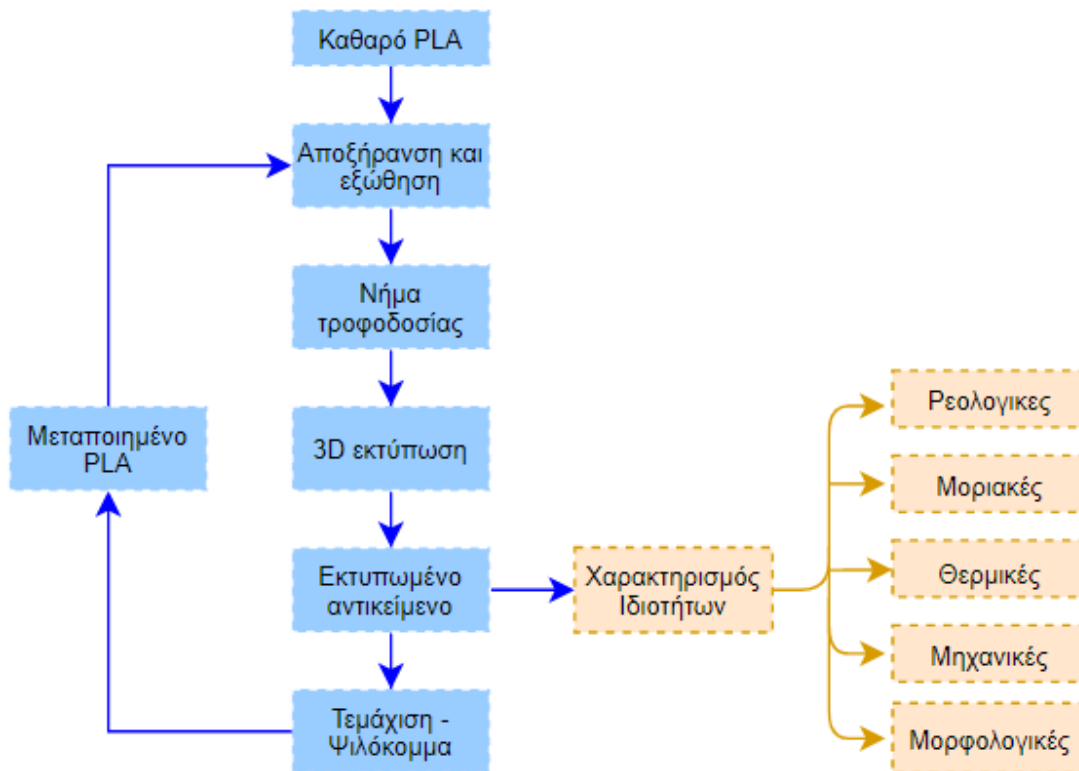 Καθαρό PLA
Αποξήρανση και
εξώθηση
Νήμα
τροφοδοσίας
3D εκτύπωση
Μεταποιημένο
PLA
Εκτυπωμένο
αντικείμενο
Τεμάχιση -
Ψιλόκομμα
Χαρακτηρισμός
Ιδιοτήτων
Ρεολογικες
Μοριακές
Θερμικές
Μηχανικές
Μορφολογικές